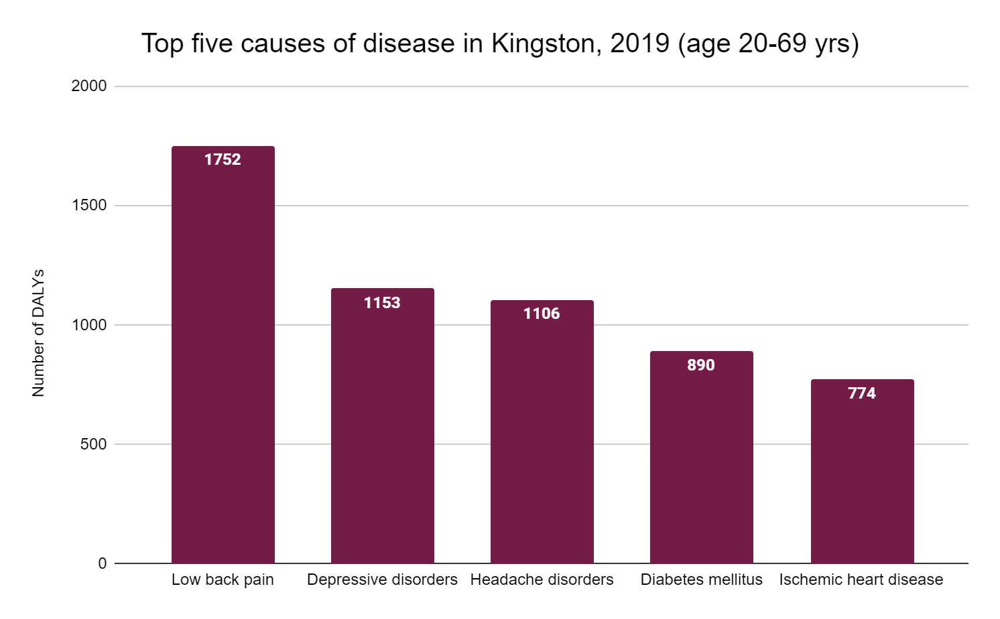 Top five causes of disease in Kingston, 2019 (age 20-69 yrs)
Number of DALYs
2000
1500
1000
500
0
1752
1153
1106
890
774
Low back pain
Depressive disorders
Headache disorders
Diabetes mellitus
Ischemic heart disease